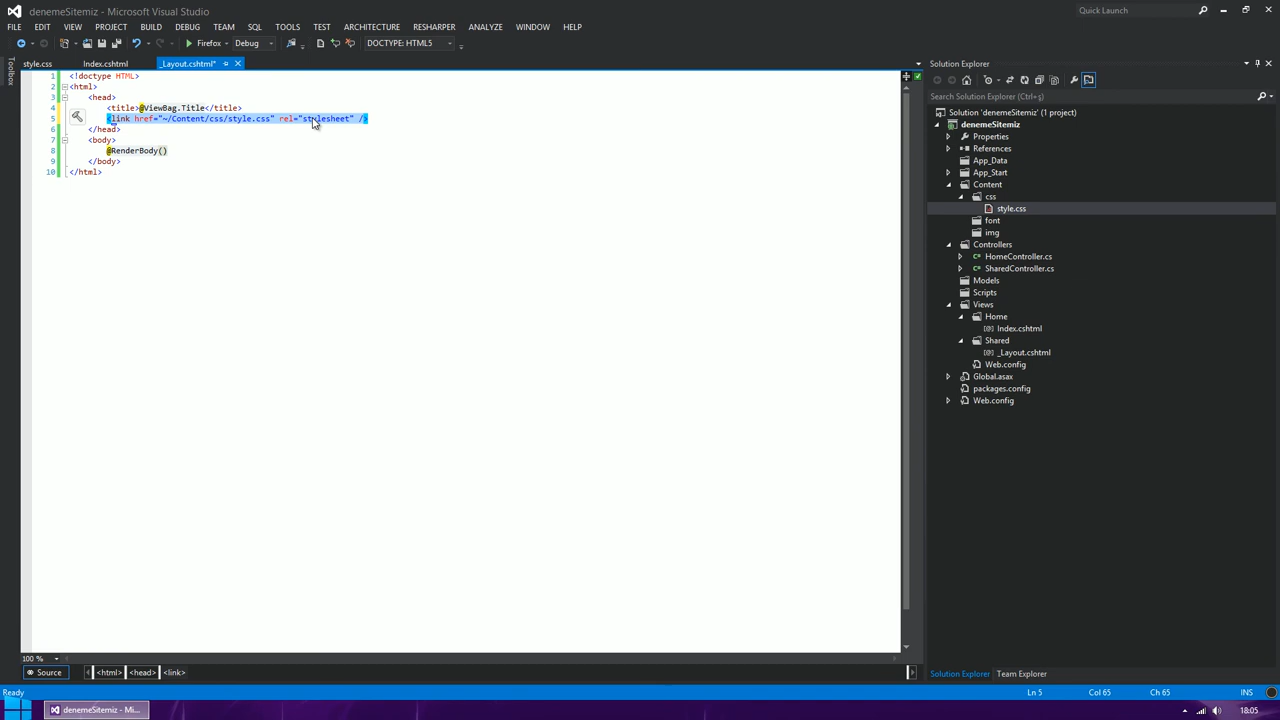 denemeSitemiz - Microsoft Visual Studio
Quick Launch
FILE EDIT VIEW PROJECT BUILD DEBUG TEAM SQL TOOLS TEST ARCHITECTURE RESHARPER ANALYZE WINDOW HELP
Firefox Debug DOCTYPE: HTML5
Toolbox
style.css Index.cshtml _Layout.cshtml*
1 <!doctype HTML>
2 <html>
3 <head>
4 <title>@ViewBag.Title</title>
5 <link href="~/Content/css/style.css" rel="stylesheet" />
6 </head>
7 <body>
8 @RenderBody()
9 </body>
10 </html>
Solution Explorer
Search Solution Explorer (Ctrl+ş)
Solution 'denemeSitemiz' (1 project)
denemeSitemiz
Properties
References
App_Data
App_Start
Content
css
style.css
font
img
Controllers
HomeController.cs
SharedController.cs
Models
Scripts
Views
Home
Index.cshtml
Shared
_Layout.cshtml
Web.config
Global.asax
packages.config
Web.config
100 %
Source <html> <head> <link>
Solution Explorer Team Explorer
Ready Ln 5 Col 65 Ch 65 INS
denemeSitemiz - Mi... 18:05